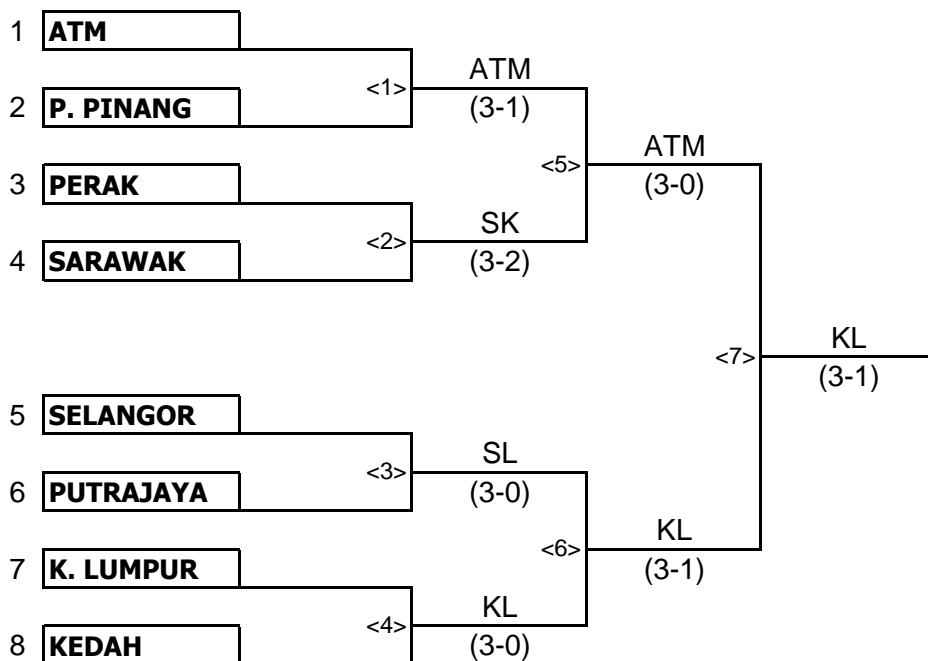 1 ATM
<1> ATM
(3-1)
2 P. PINANG
<5> ATM
(3-0)
3 PERAK
<2> SK
(3-2)
4 SARAWAK
<7> KL
(3-1)
5 SELANGOR
<3> SL
(3-0)
6 PUTRAJAYA
<6> KL
(3-1)
7 K. LUMPUR
<4> KL
(3-0)
8 KEDAH